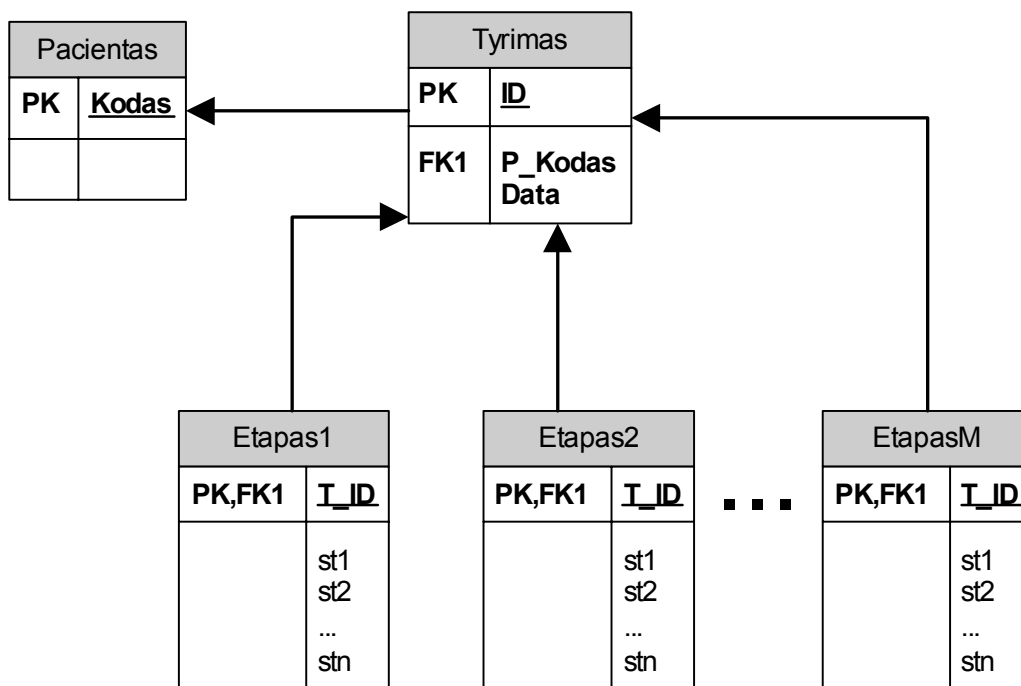 Pacientas
PK Kodas
Tyrimas
PK ID
FK1 P_Kodas
Data
Etapas1
PK,FK1 T_ID
st1
st2
...
stn
Etapas2
PK,FK1 T_ID
st1
st2
...
stn
...
EtapasM
PK,FK1 T_ID
st1
st2
...
stn